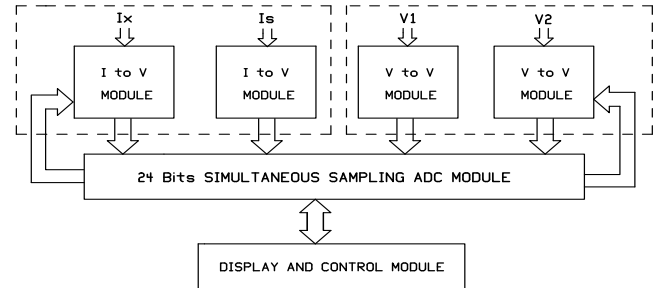 Ix Is V1 V2
I to V I to V V to V V to V
MODULE MODULE MODULE MODULE
24 Bits SIMULTANEOUS SAMPLING ADC MODULE
DISPLAY AND CONTROL MODULE